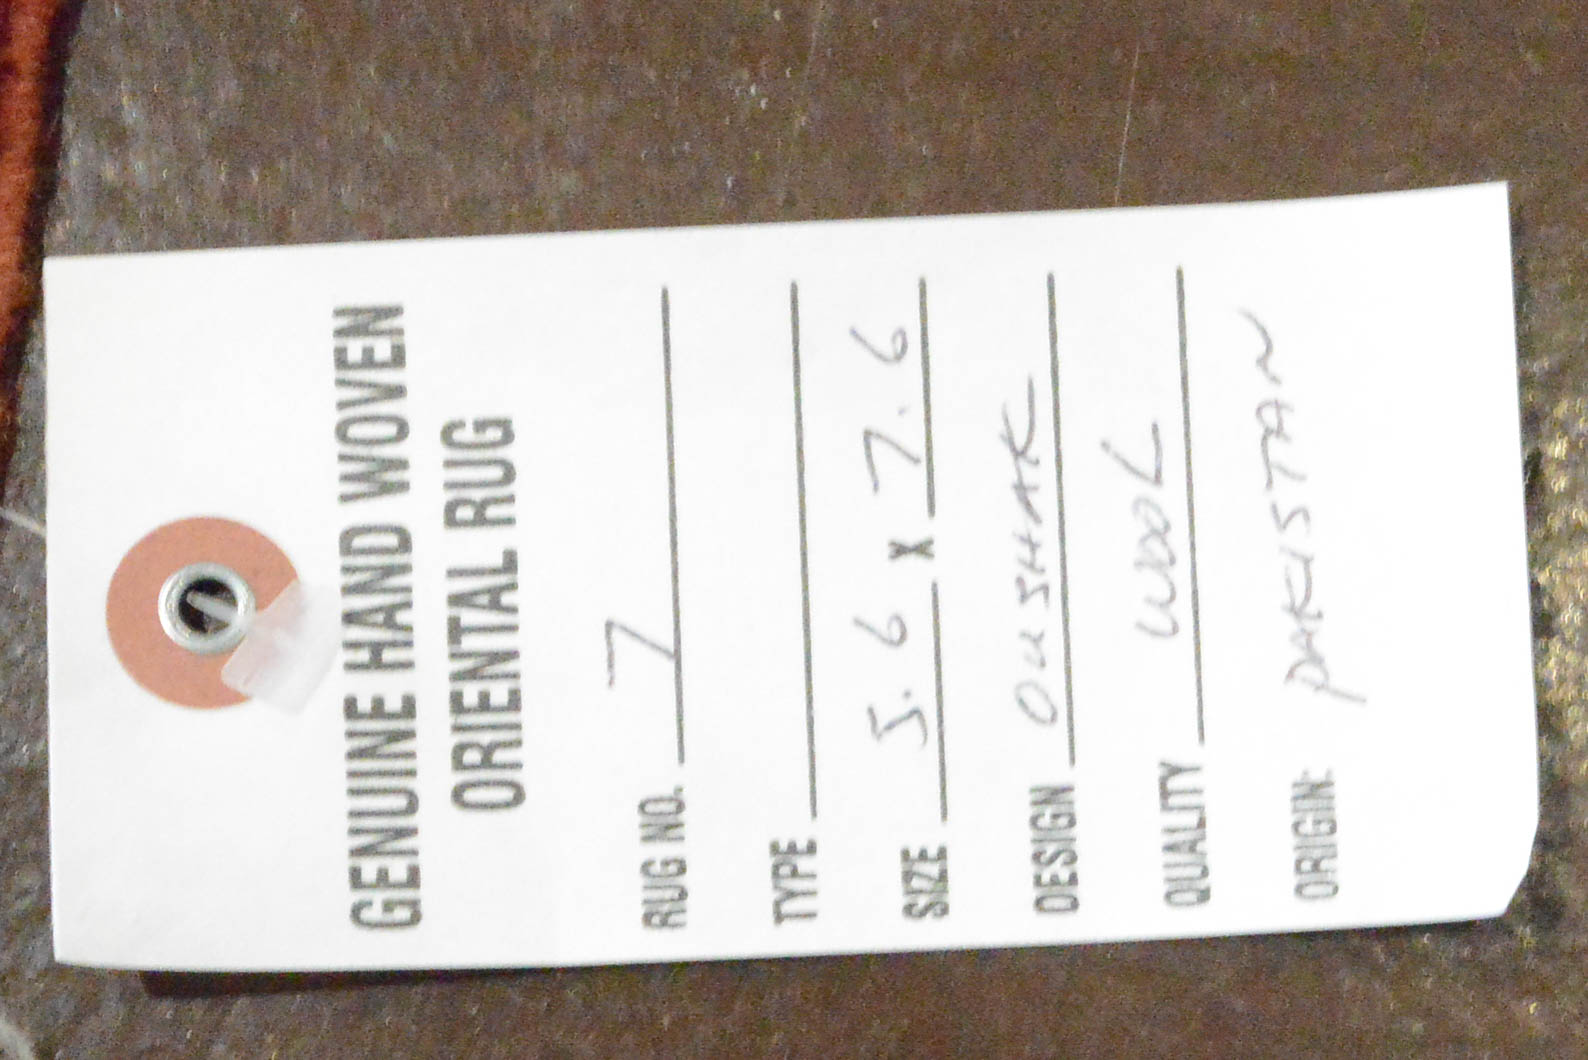 GENUINE HAND WOVEN
ORIENTAL RUG
RUG NO. 7
TYPE
SIZE 5.6 X 7.6
DESIGN OUSHAK
QUALITY WOOL
ORIGIN: PAKISTAN